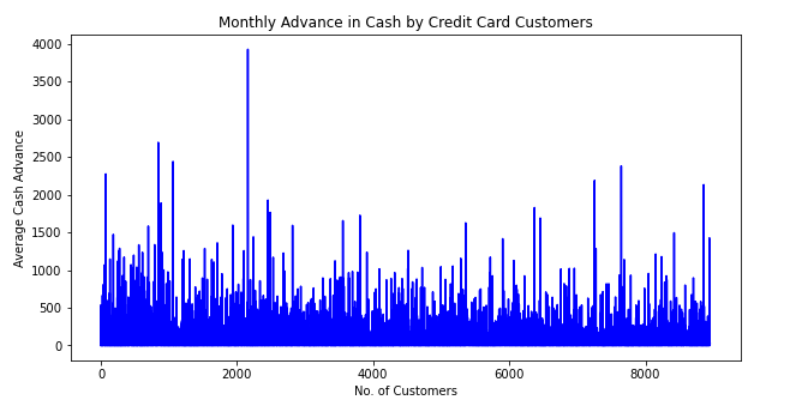 Monthly Advance in Cash by Credit Card Customers
4000
3500
3000
2500
2000
1500
1000
500
0
Average Cash Advance
0 2000 4000 6000 8000
No. of Customers